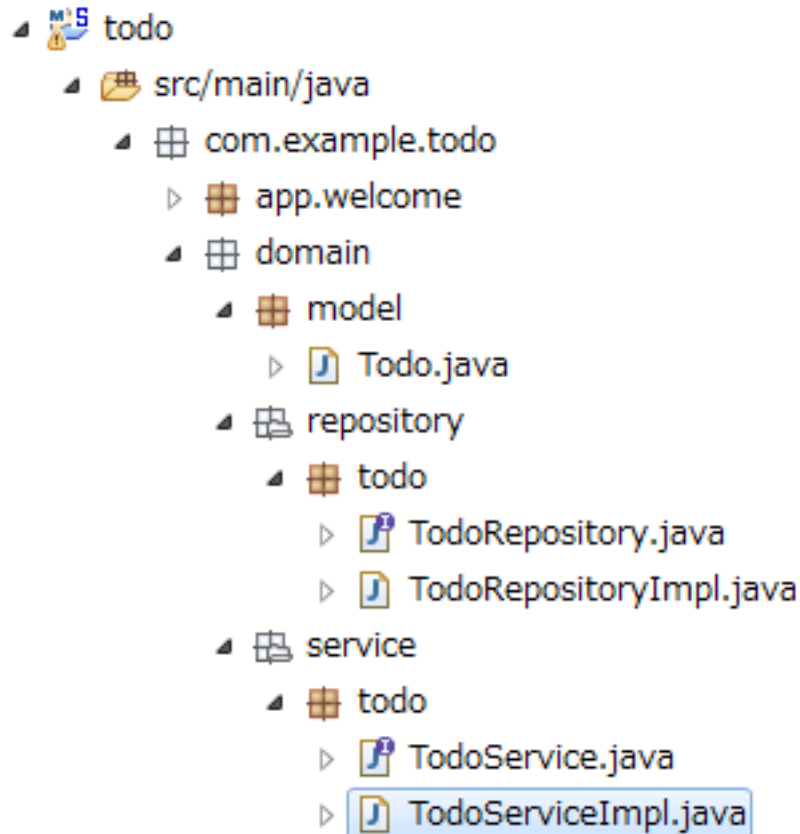 todo
src/main/java
com.example.todo
app.welcome
domain
model
Todo.java
repository
todo
TodoRepository.java
TodoRepositoryImpl.java
service
todo
TodoService.java
TodoServiceImpl.java